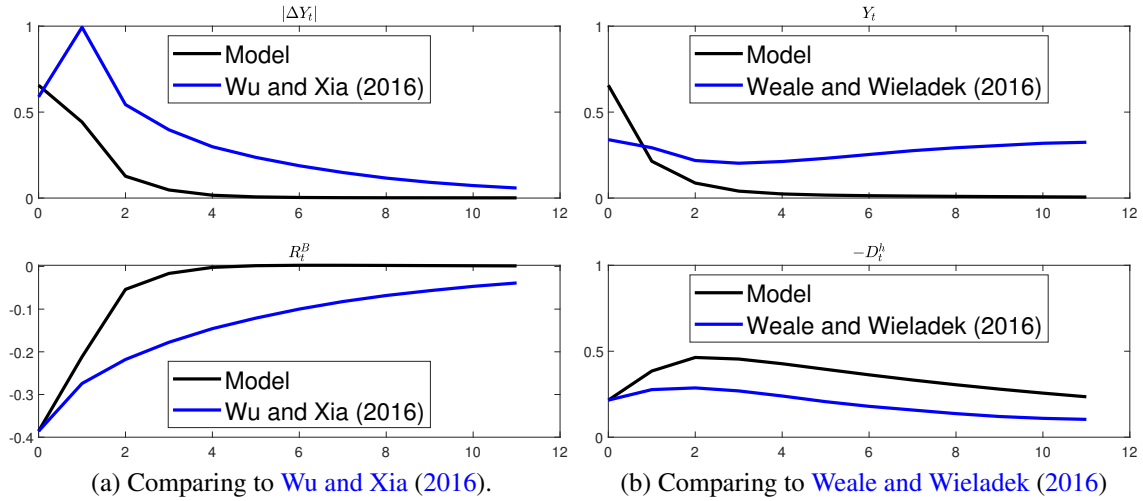 |ΔY_t|
1
0.5
0
0 2 4 6 8 10 12
Model
Wu and Xia (2016)
R_t^B
0
-0.1
-0.2
-0.3
-0.4
0 2 4 6 8 10 12
Model
Wu and Xia (2016)
(a) Comparing to Wu and Xia (2016).
Y_t
1
0.5
0
0 2 4 6 8 10 12
Model
Weale and Wieladek (2016)
-D_t^h
1
0.5
0
0 2 4 6 8 10 12
Model
Weale and Wieladek (2016)
(b) Comparing to Weale and Wieladek (2016)